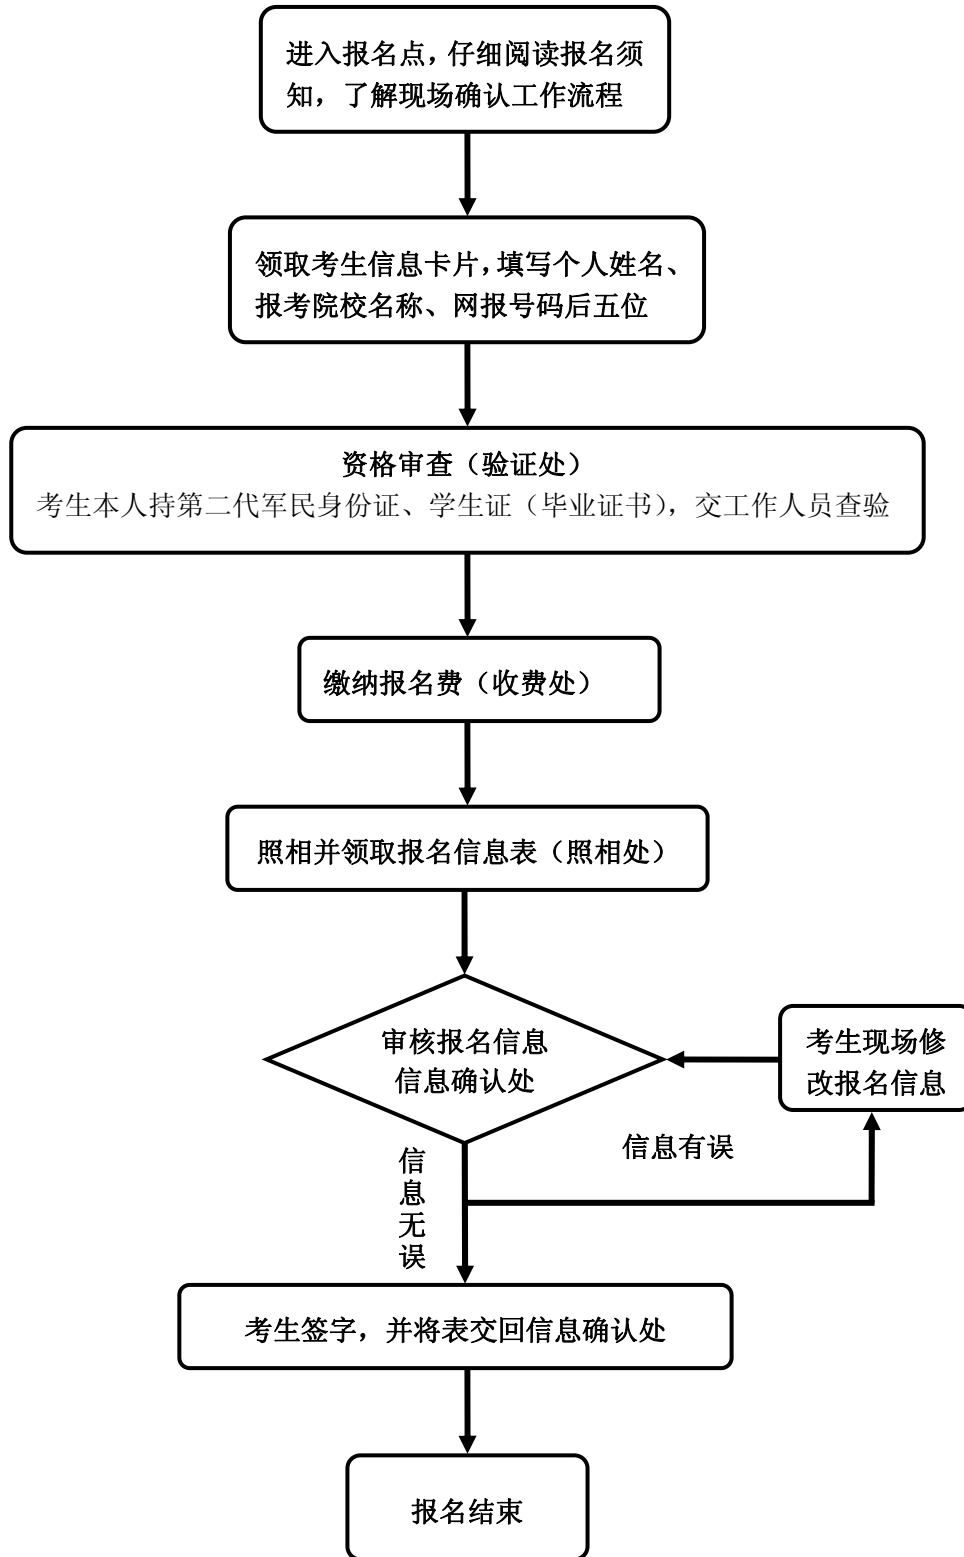 进入报名点，仔细阅读报名须
知，了解现场确认工作流程
领取考生信息卡片，填写个人姓名、
报考院校名称、网报号码后五位
资格审查（验证处）
考生本人持第二代军民身份证、学生证（毕业证书），交工作人员查验
缴纳报名费（收费处）
照相并领取报名信息表（照相处）
审核报名信息
信息确认处
考生现场修
改报名信息
信息有误
信
息
无
误
考生签字，并将表交回信息确认处
报名结束